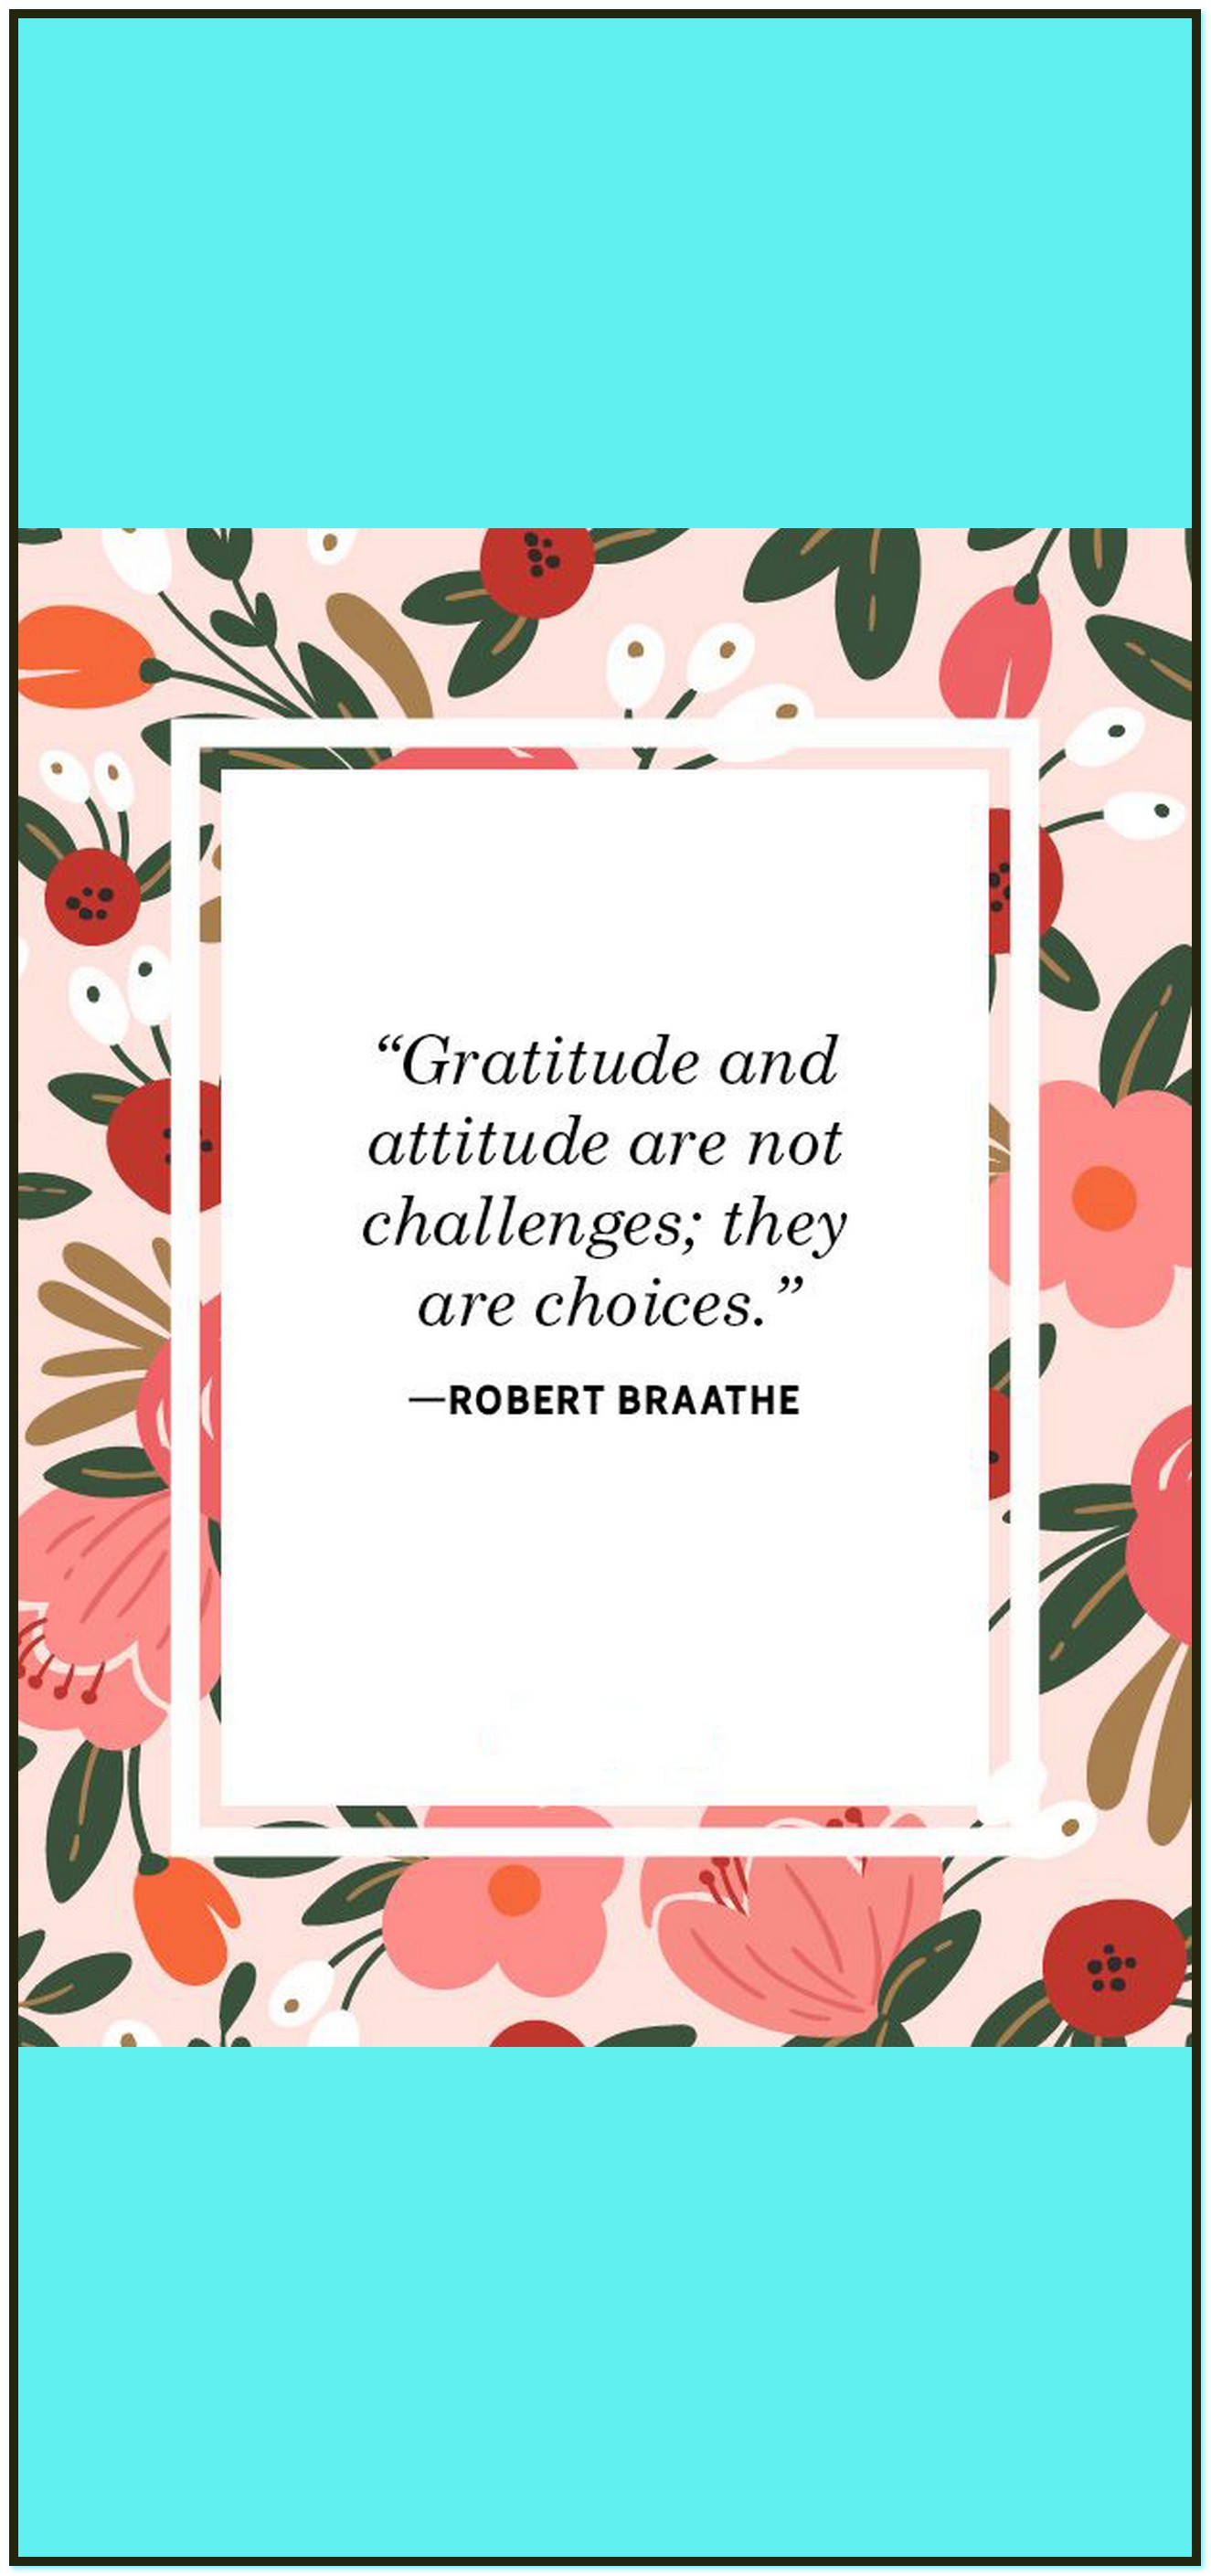 “Gratitude and
attitude are not
challenges; they
are choices.”
—ROBERT BRAATHE